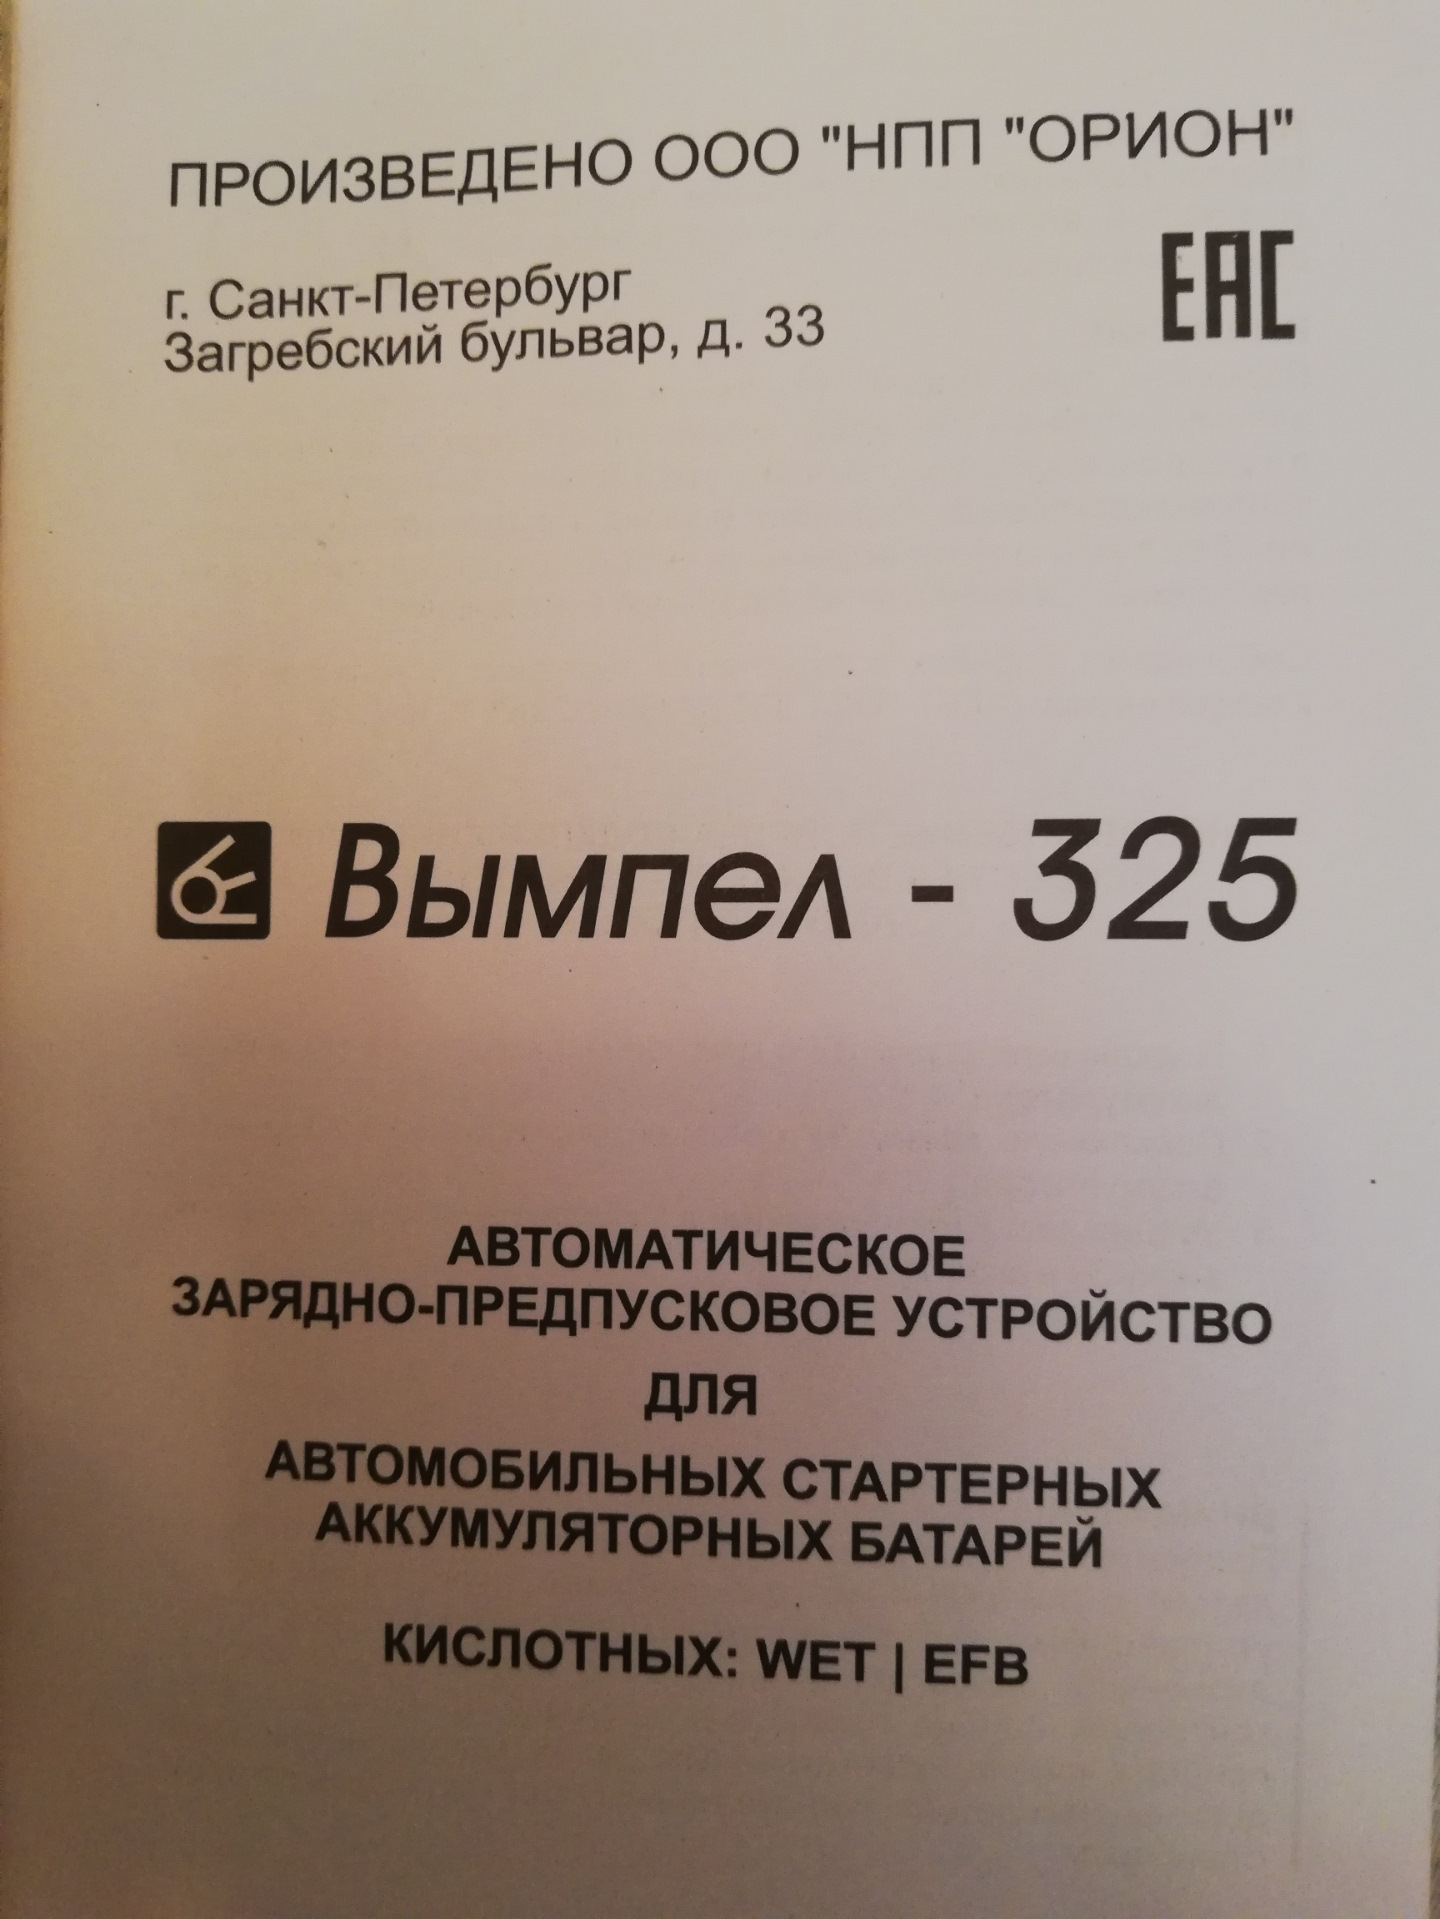 ПРОИЗВЕДЕНО ООО "НПП "ОРИОН"
г. Санкт-Петербург
Загребский бульвар, д. 33
ЕАС
Вымпел - 325
АВТОМАТИЧЕСКОЕ
ЗАРЯДНО-ПРЕДПУСКОВОЕ УСТРОЙСТВО
ДЛЯ
АВТОМОБИЛЬНЫХ СТАРТЕРНЫХ
АККУМУЛЯТОРНЫХ БАТАРЕЙ
КИСЛОТНЫХ: WET | EFB